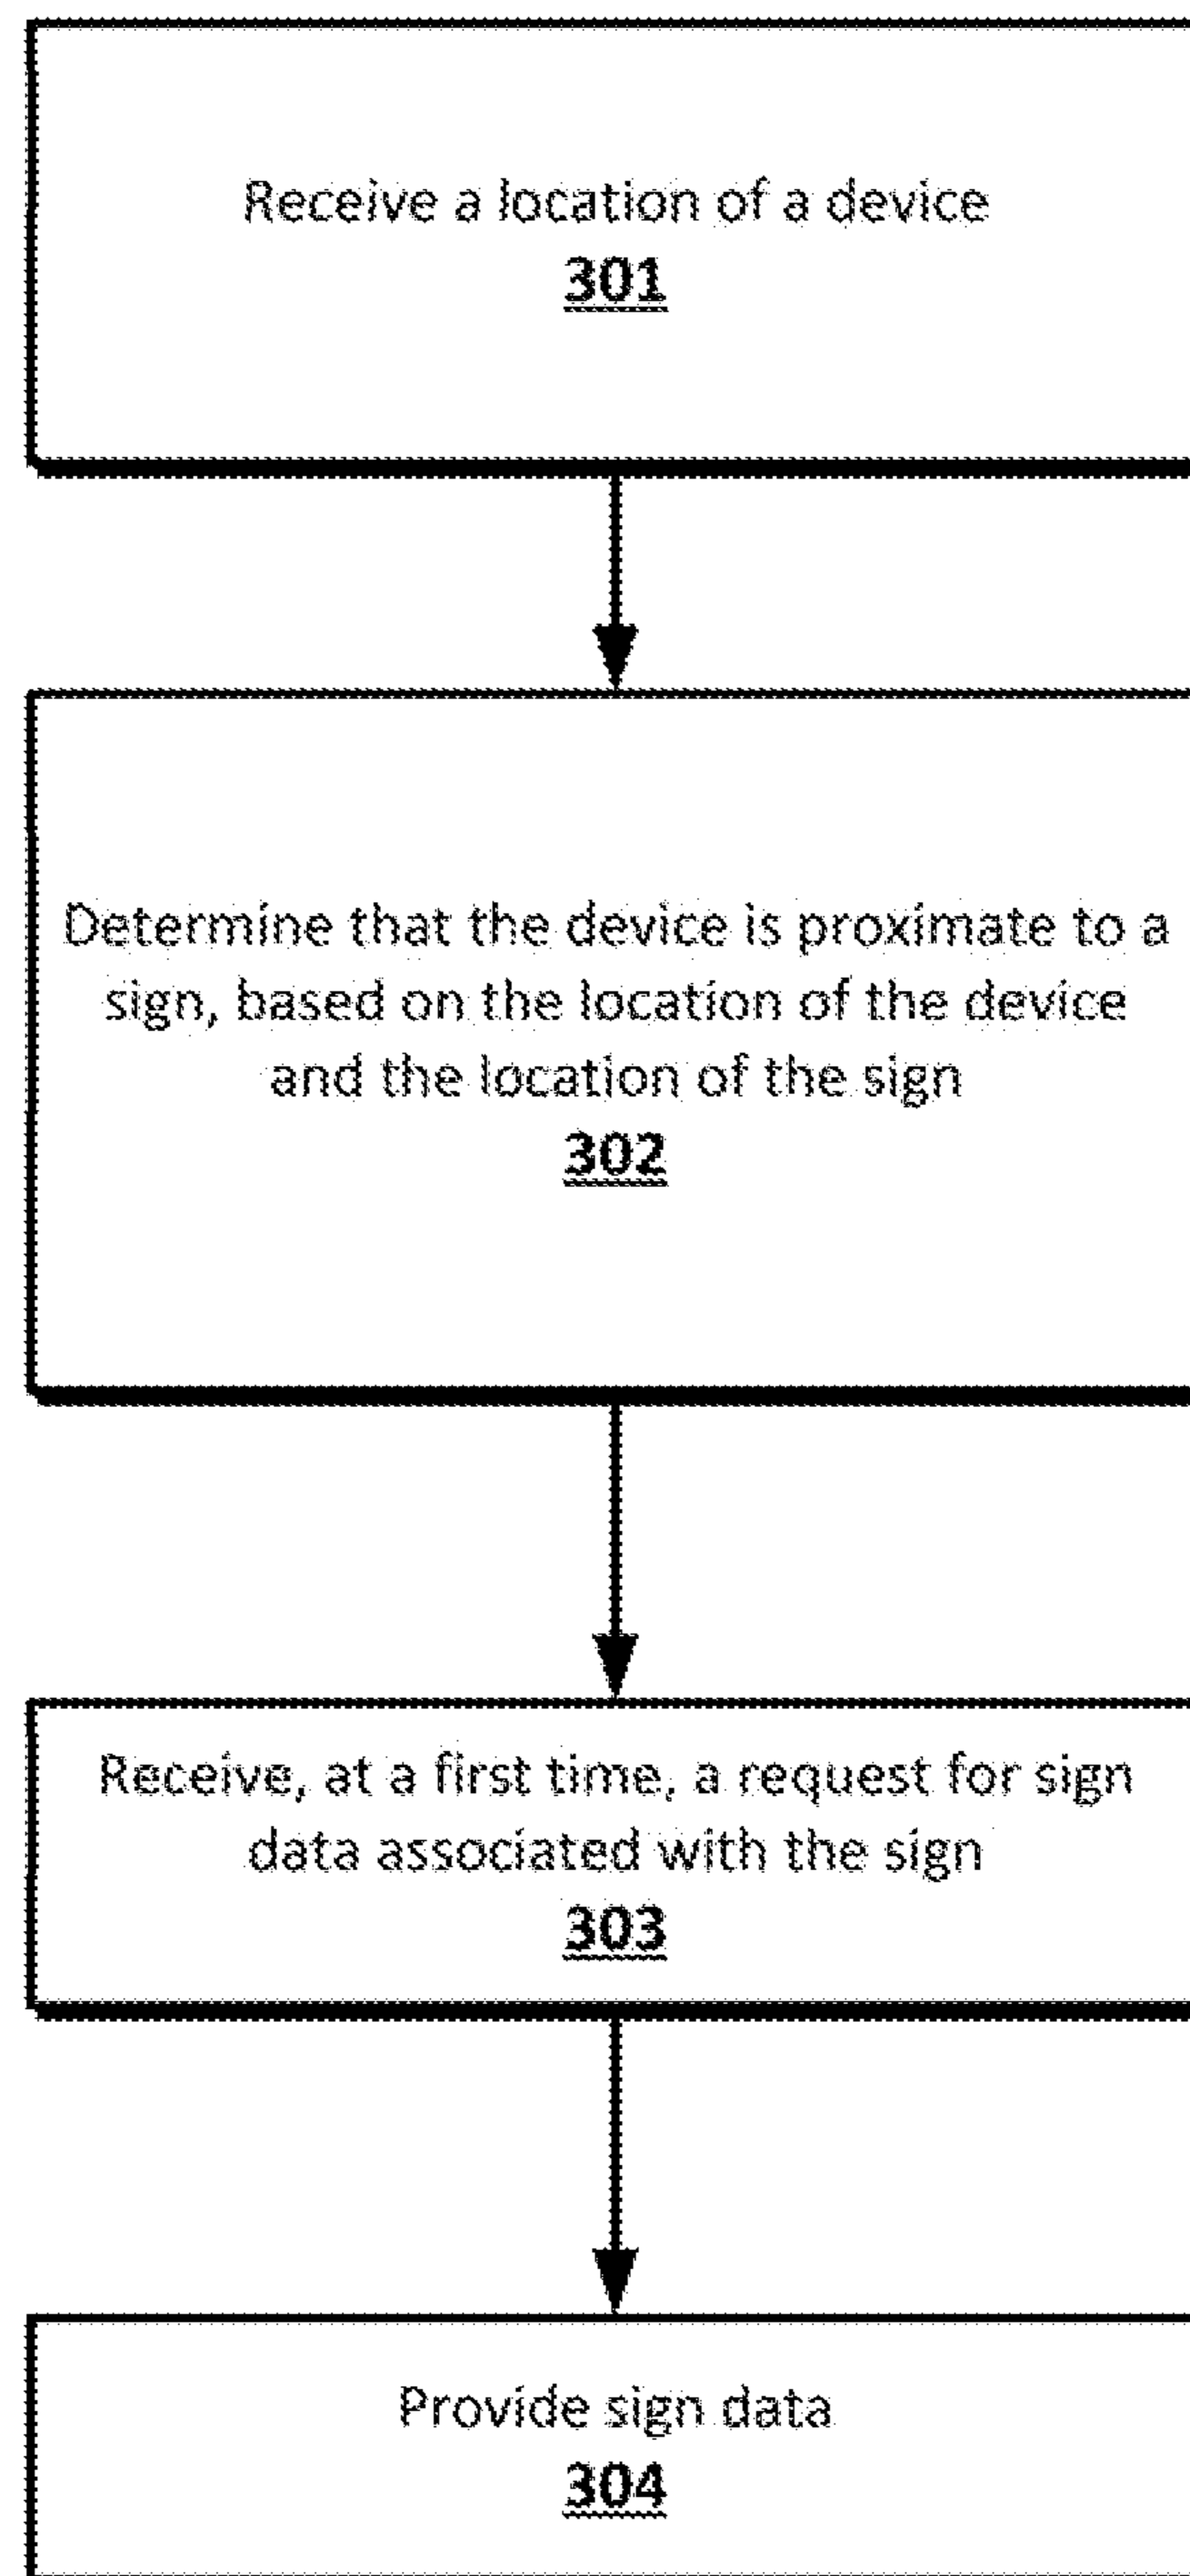 Receive a location of a device
301
Determine that the device is proximate to a
sign, based on the location of the device
and the location of the sign
302
Receive, at a first time, a request for sign
data associated with the sign
303
Provide sign data
304